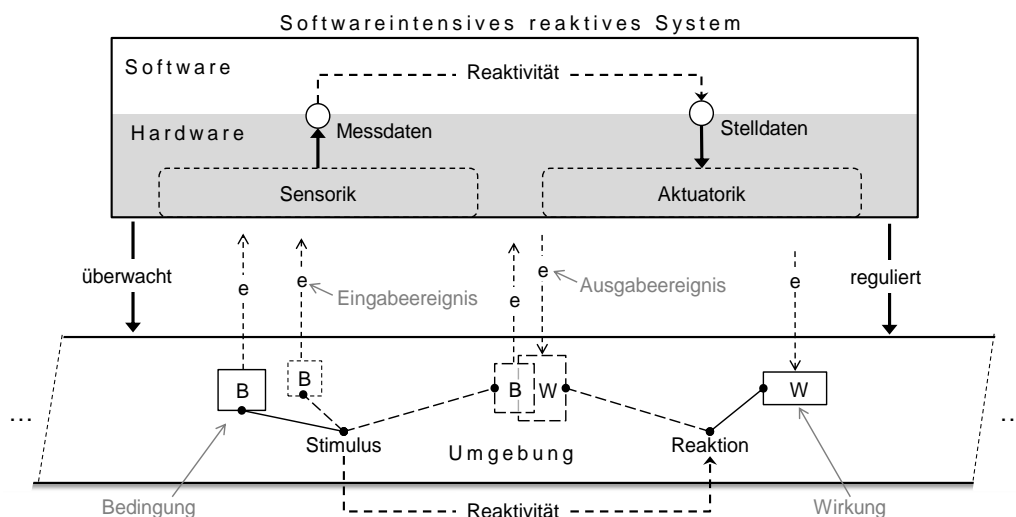 Softwareintensives reaktives System
Software
Reaktivität
Hardware
Messdaten
Stelldaten
Sensorik
Aktuatorik
überwacht
e
e
Eingabeereignis
e
e
Ausgabeereignis
e
reguliert
B
B
B
W
W
...
...
Stimulus
Umgebung
Reaktion
Bedingung
Reaktivität
Wirkung